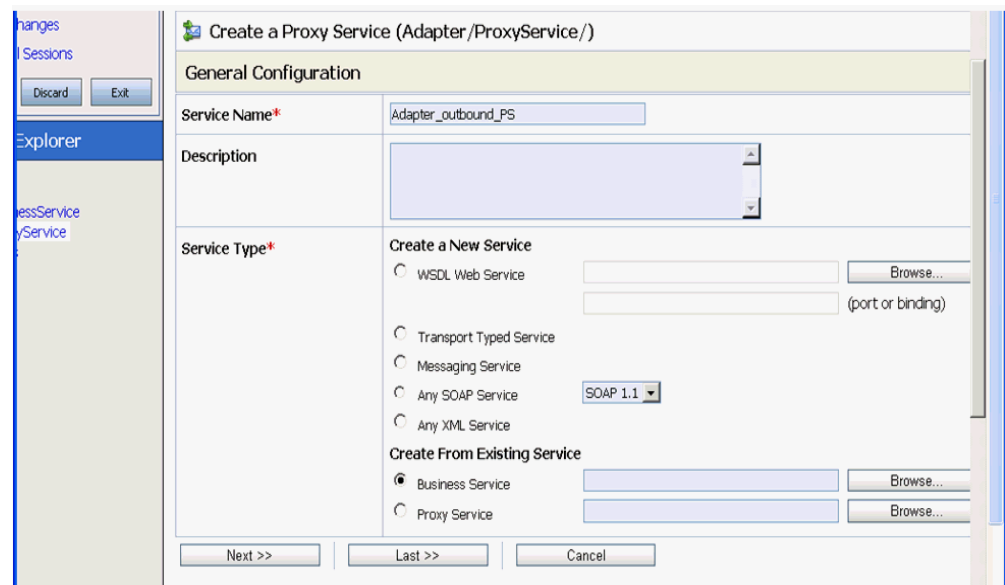 hanges
l Sessions
Discard Exit
Explorer
essService
yService
Create a Proxy Service (Adapter/ProxyService/)
General Configuration
Service Name*
Adapter_outbound_PS
Description
Service Type*
Create a New Service
WSDL Web Service
Browse...
(port or binding)
Transport Typed Service
Messaging Service
Any SOAP Service
SOAP 1.1
Any XML Service
Create From Existing Service
Business Service
Browse...
Proxy Service
Browse...
Next >> Last >> Cancel